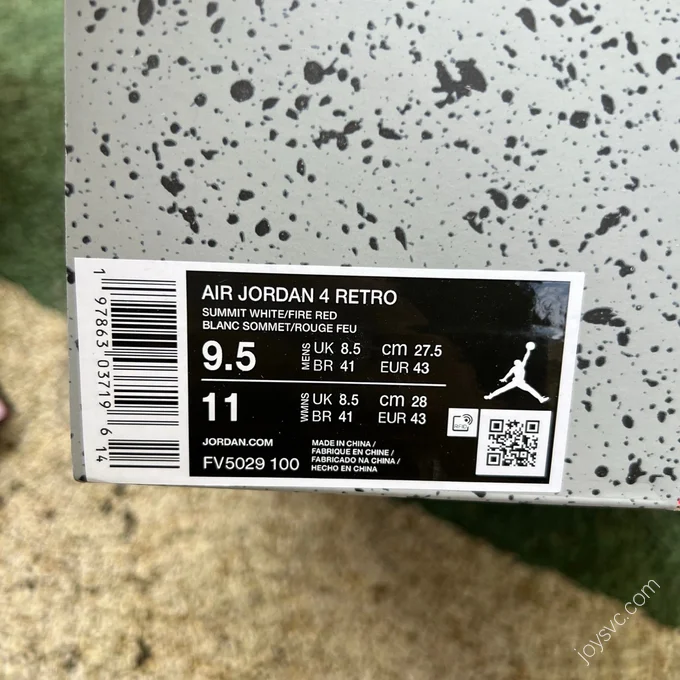 AIR JORDAN 4 RETRO
SUMMIT WHITE/FIRE RED
BLANC SOMMET/ROUGE FEU
9.5 MENS UK 8.5 cm 27.5
BR 41 EUR 43
11 WMNS UK 8.5 cm 28
BR 41 EUR 43
JORDAN.COM
FV5029 100
MADE IN CHINA /
FABRIQUE EN CHINE /
FABRICADO NA CHINA /
HECHO EN CHINA
RFID
1 97863 03719 6 14
joysvc.com